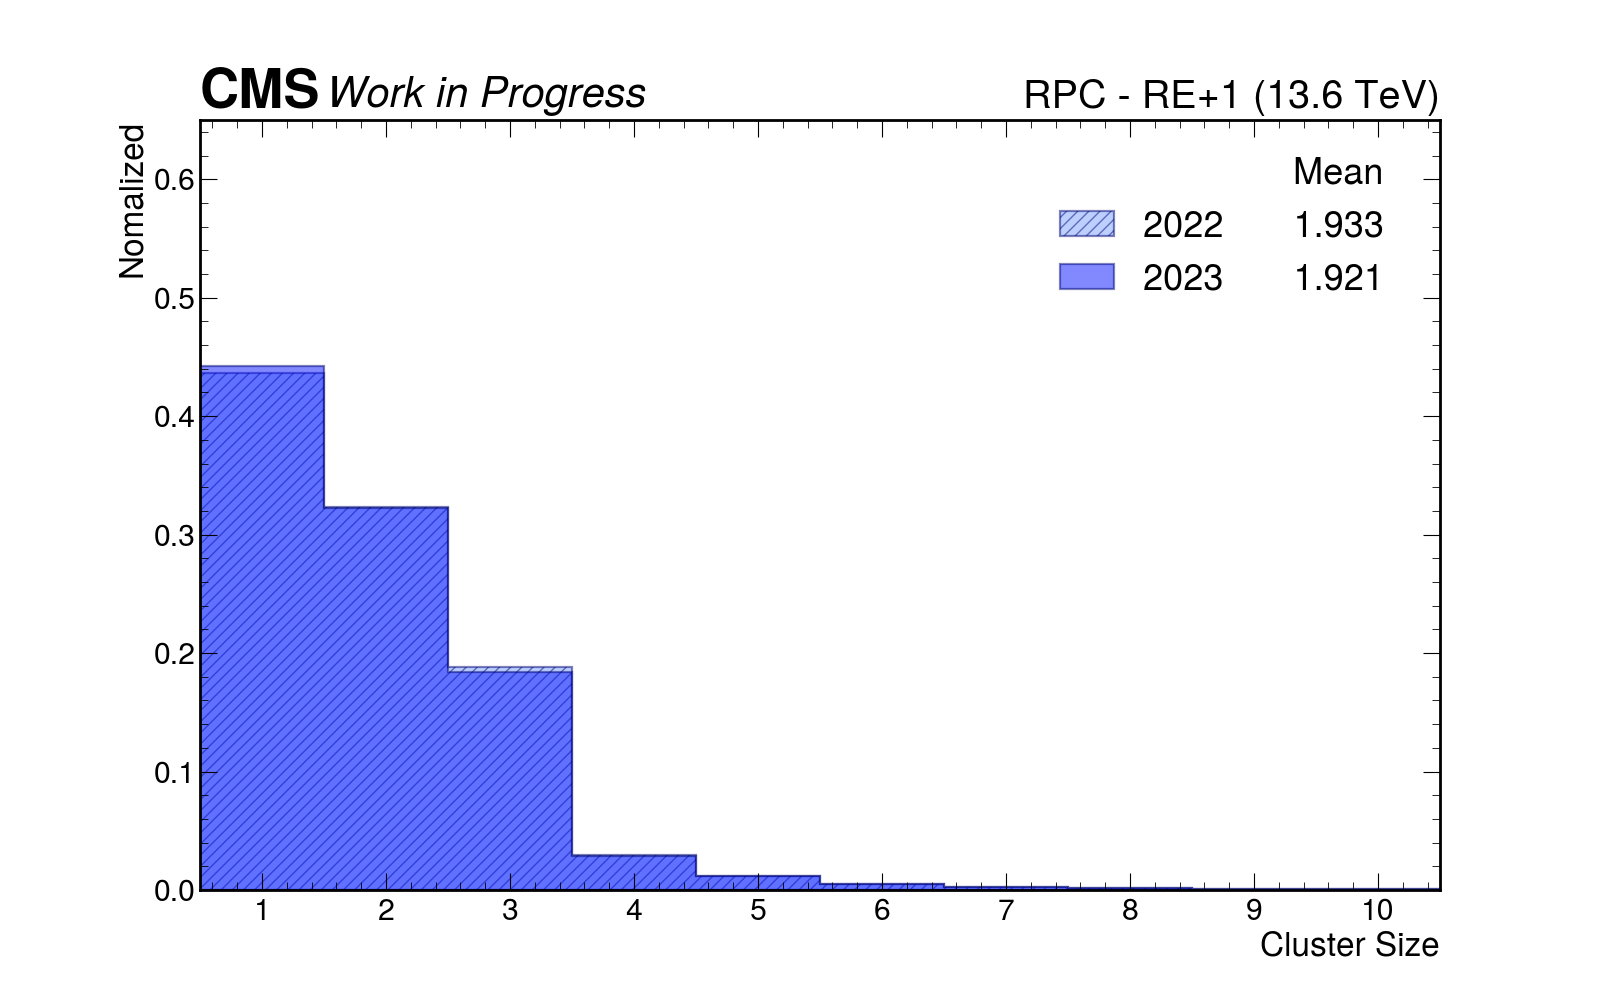 CMS Work in Progress
RPC - RE+1 (13.6 TeV)
Nomalized
Mean
2022 1.933
2023 1.921
0.6
0.5
0.4
0.3
0.2
0.1
0.0
1 2 3 4 5 6 7 8 9 10
Cluster Size